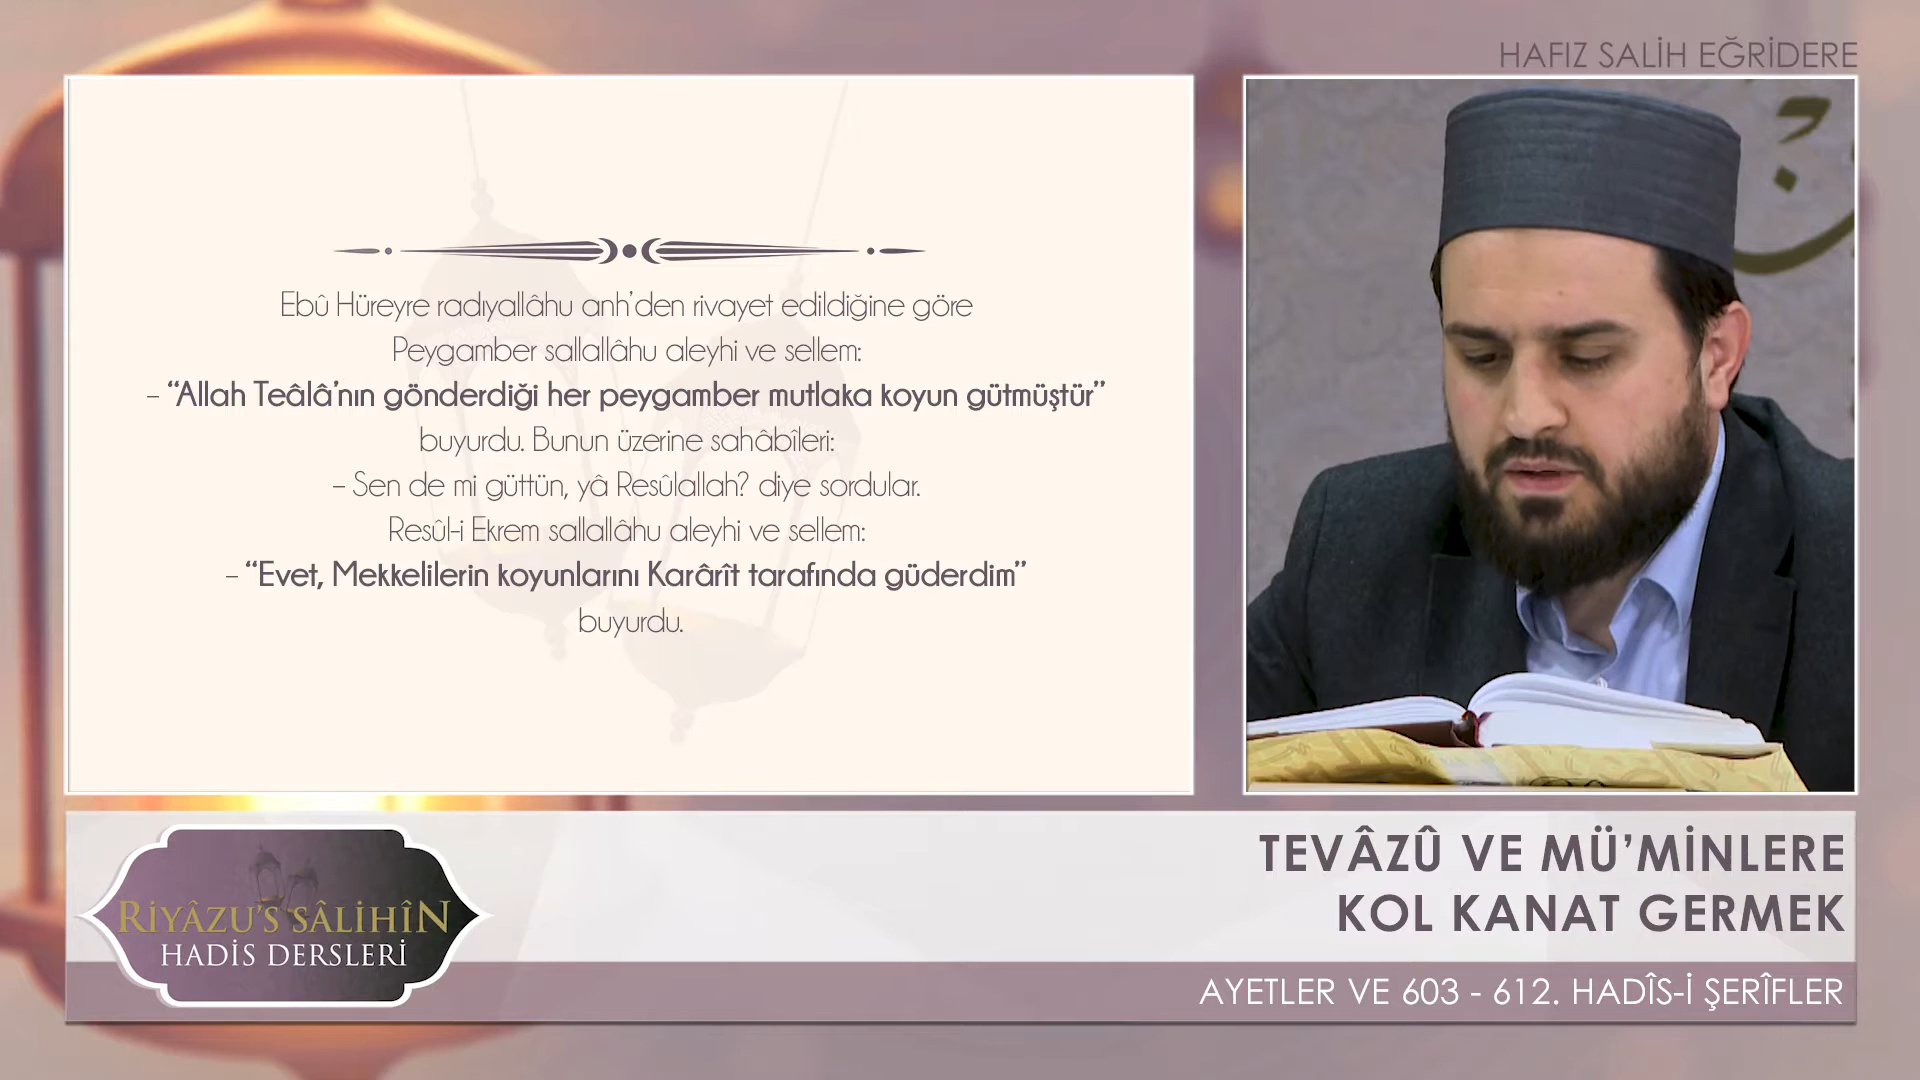 HAFIZ SALİH EĞRİDERE
Ebû Hüreyre radıyallâhu anh’den rivayet edildiğine göre
Peygamber sallallâhu aleyhi ve sellem:
– “Allah Teâlâ’nın gönderdiği her peygamber mutlaka koyun gütmüştür”
buyurdu. Bunun üzerine sahâbîleri:
– Sen de mi güttün, yâ Resûlallah? diye sordular.
Resûl-i Ekrem sallallâhu aleyhi ve sellem:
– “Evet, Mekkelilerin koyunlarını Karârît tarafında güderdim”
buyurdu.
TEVÂZÛ VE MÜ’MİNLERE
KOL KANAT GERMEK
RİYÂZU’S SÂLİHÎN
HADİS DERSLERİ
AYETLER VE 603 - 612. HADÎS-İ ŞERÎFLER